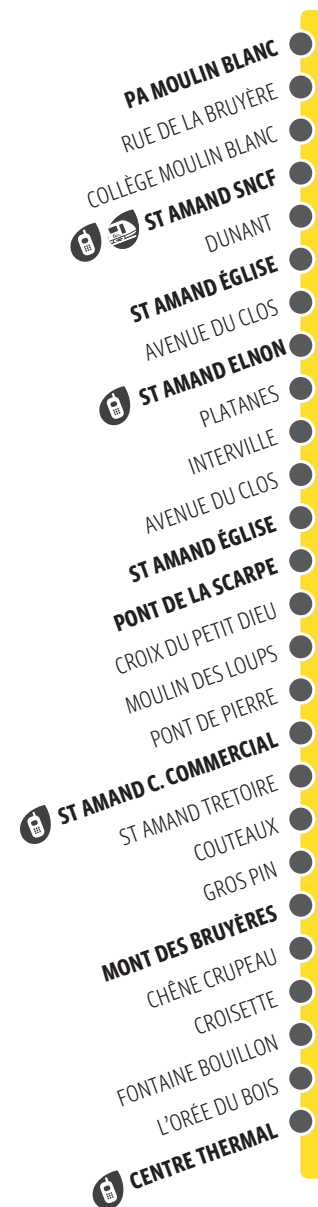 PA MOULIN BLANC
RUE DE LA BRUYÈRE
COLLÈGE MOULIN BLANC
ST AMAND SNCF
DUNANT
ST AMAND ÉGLISE
AVENUE DU CLOS
ST AMAND ELNON
PLATANES
INTERVILLE
AVENUE DU CLOS
ST AMAND ÉGLISE
PONT DE LA SCARPE
CROIX DU PETIT DIEU
MOULIN DES LOUPS
PONT DE PIERRE
ST AMAND C. COMMERCIAL
ST AMAND TRETOIRE
COUTEAUX
GROS PIN
MONT DES BRUYÈRES
CHÊNE CRUPEAU
CROISETTE
FONTAINE BOUILLON
L'ORÉE DU BOIS
CENTRE THERMAL